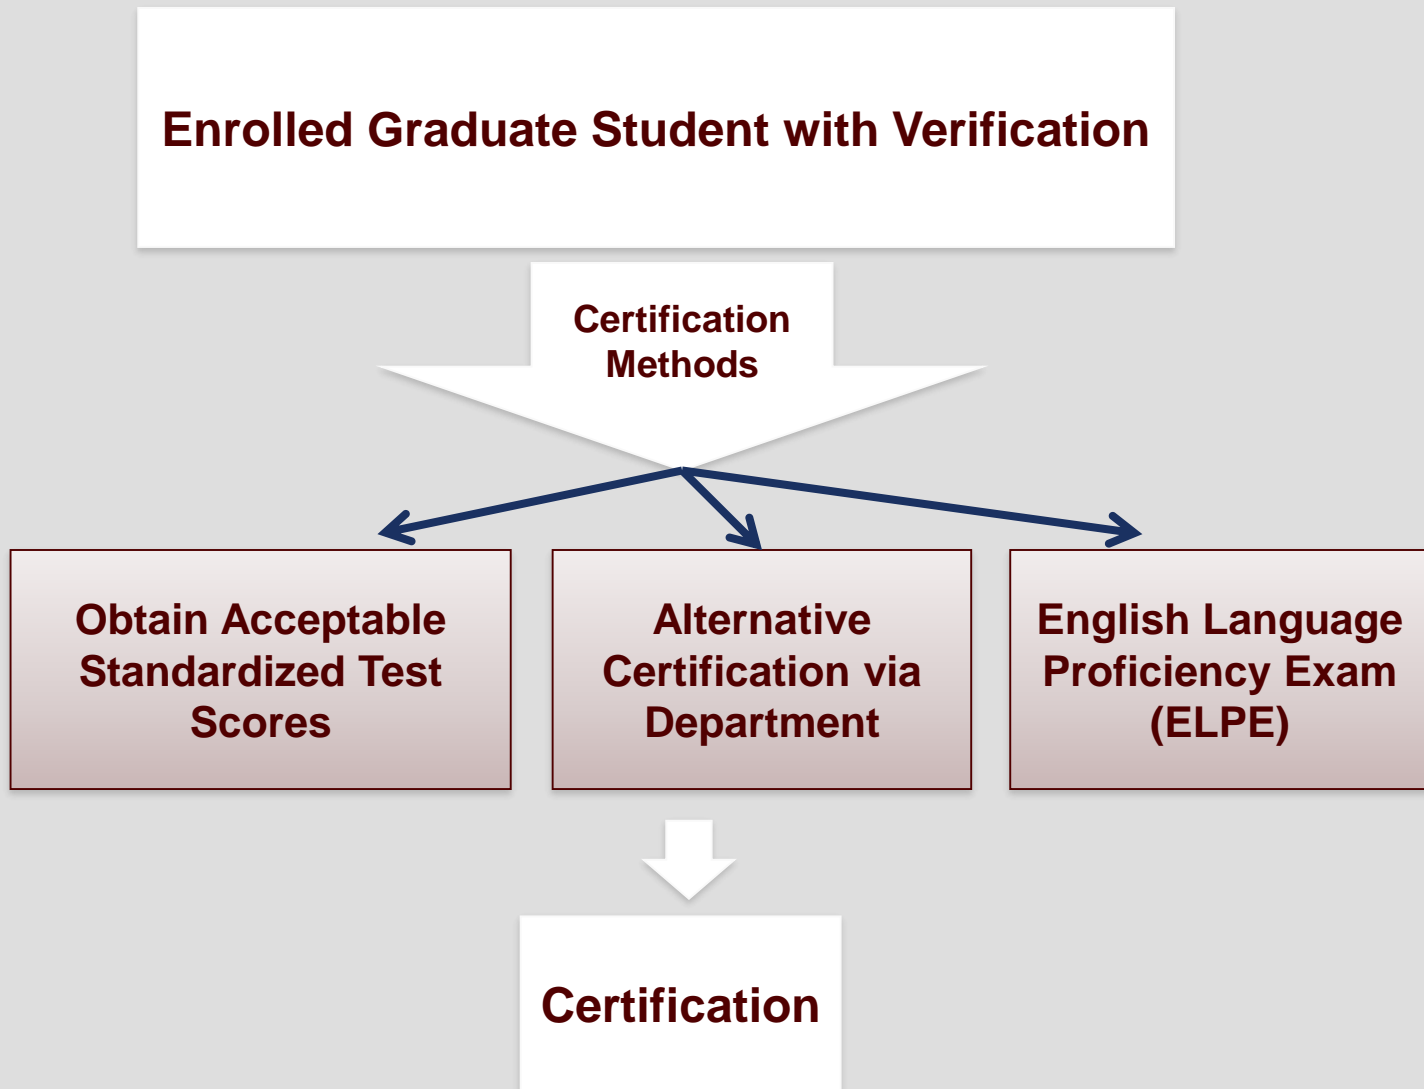 Enrolled Graduate Student with Verification
Certification
Methods
Obtain Acceptable
Standardized Test
Scores
Alternative
Certification via
Department
English Language
Proficiency Exam
(ELPE)
Certification